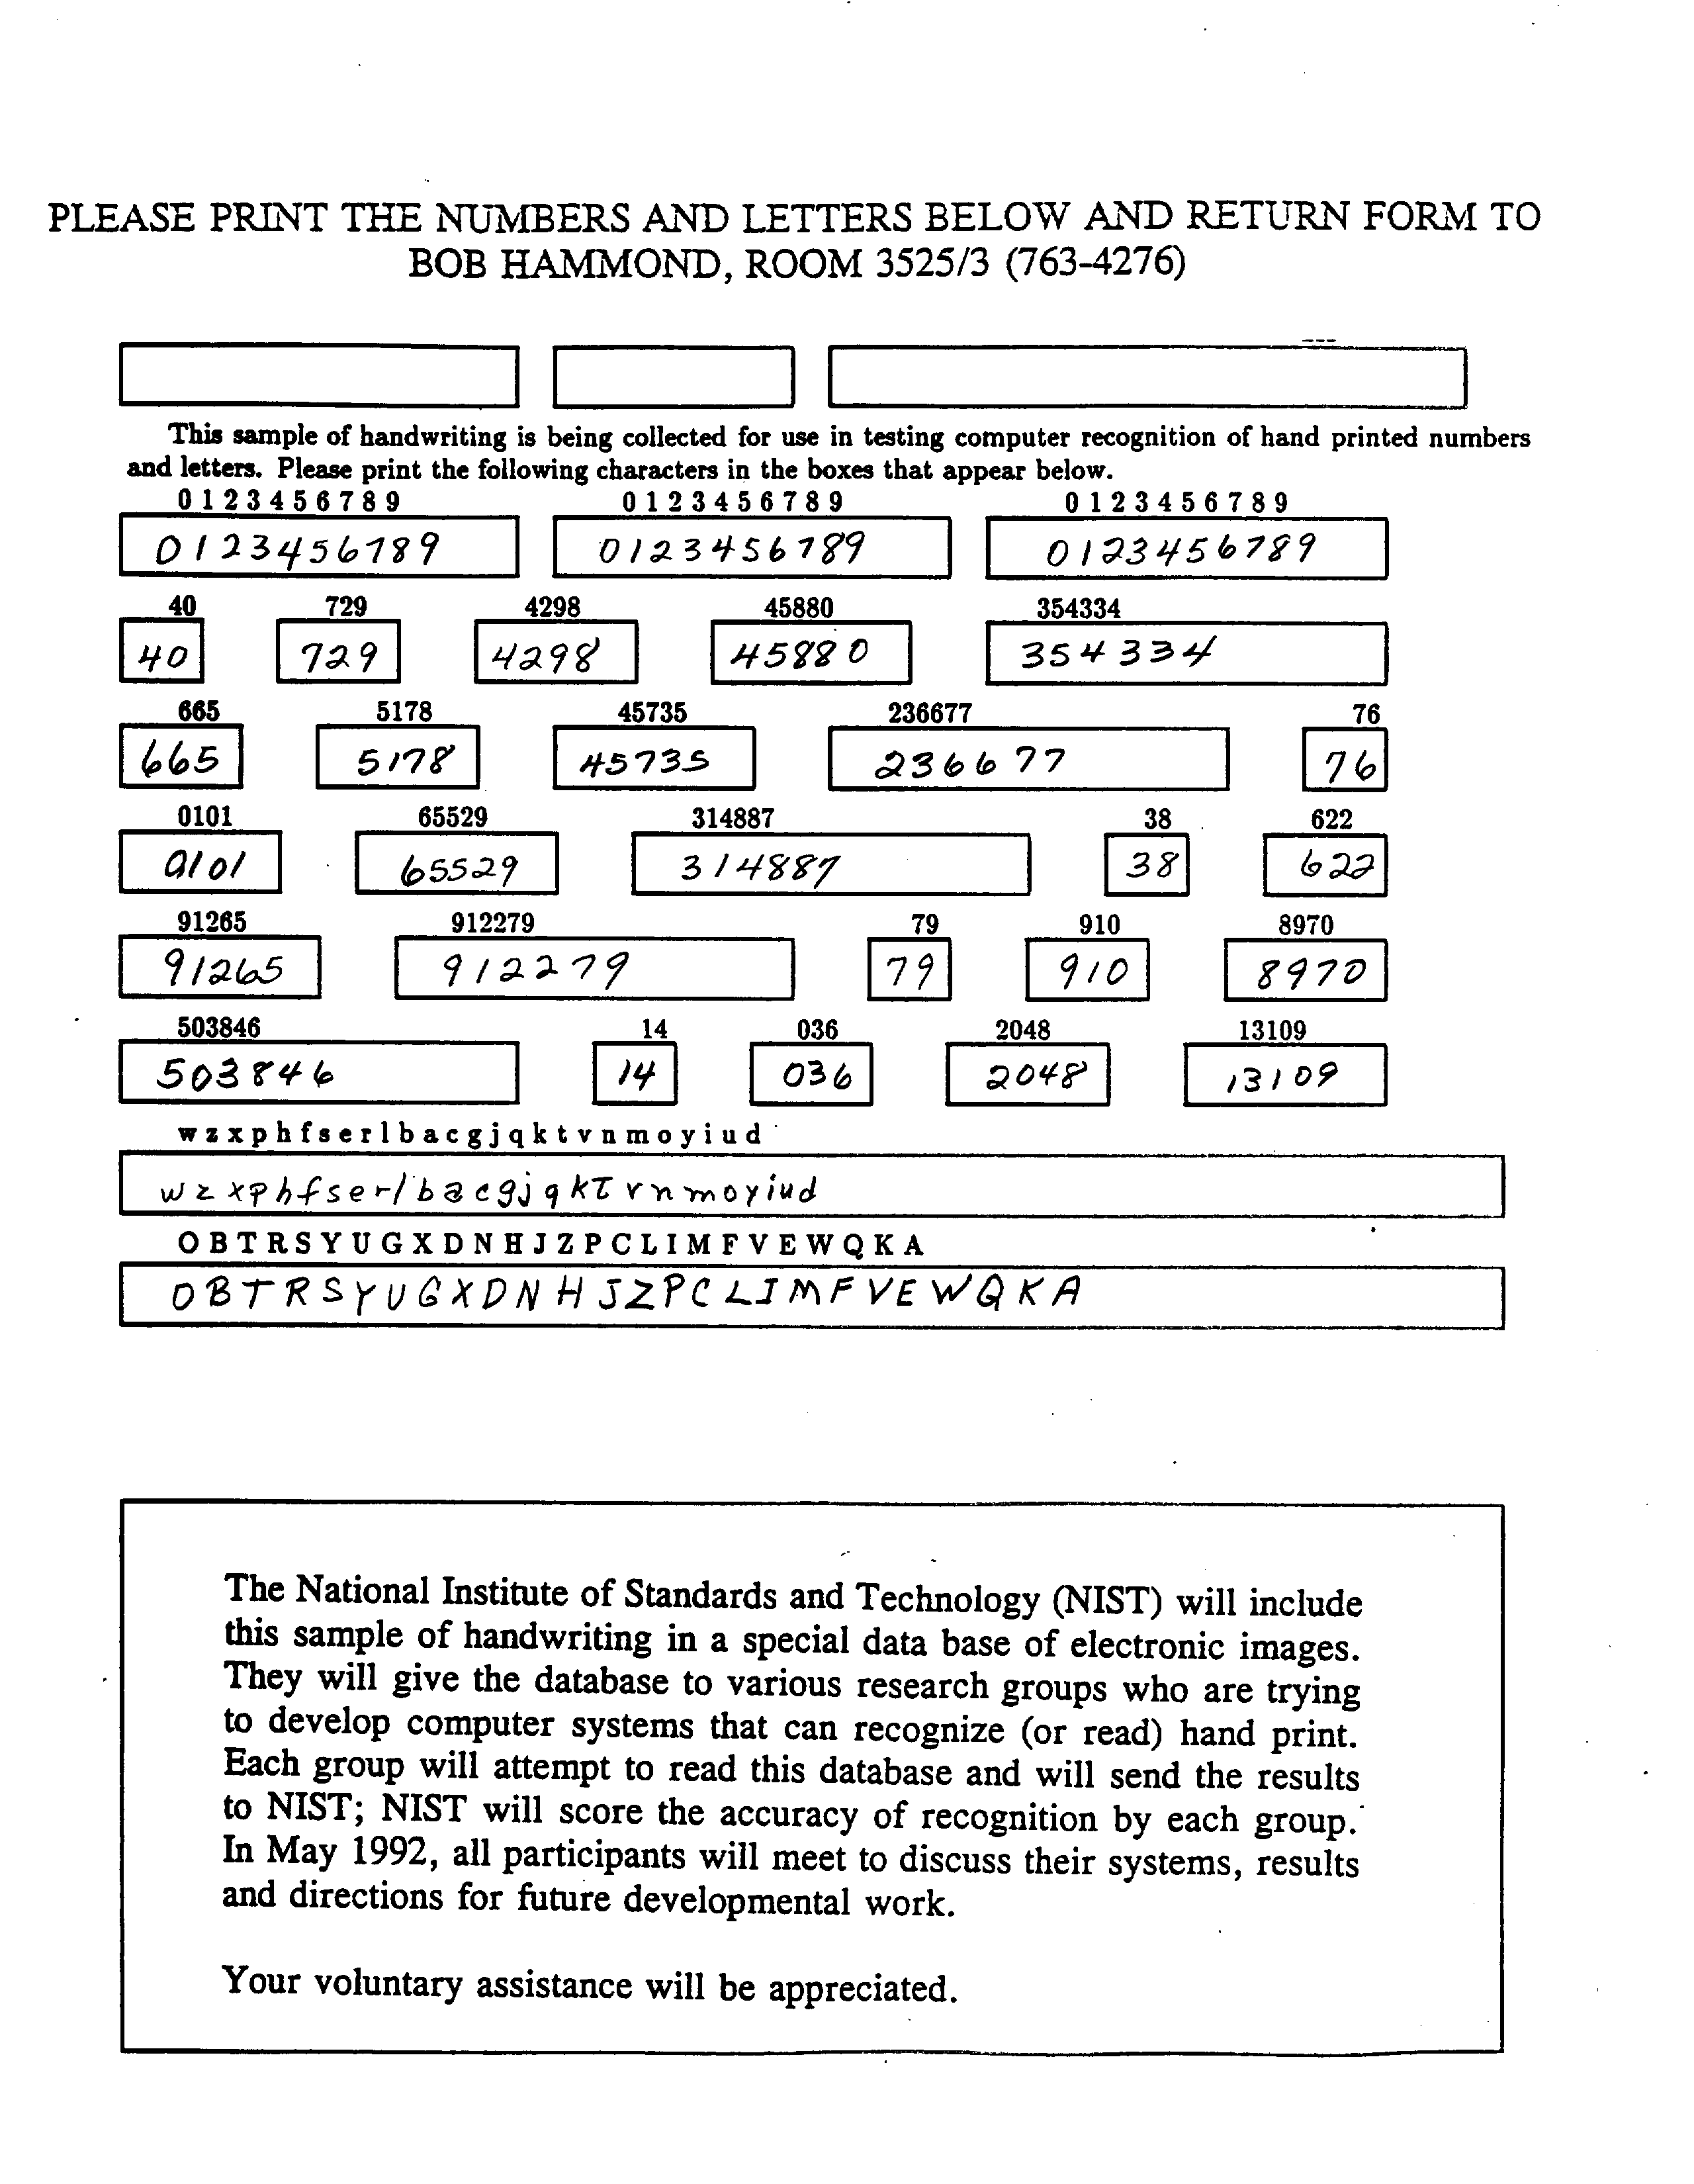 PLEASE PRINT THE NUMBERS AND LETTERS BELOW AND RETURN FORM TO
BOB HAMMOND, ROOM 3525/3 (763-4276)
This sample of handwriting is being collected for use in testing computer recognition of hand printed numbers
and letters. Please print the following characters in the boxes that appear below.
0 1 2 3 4 5 6 7 8 9 0 1 2 3 4 5 6 7 8 9 0 1 2 3 4 5 6 7 8 9
0123456789 0123456789 0123456789
40 729 4298 45880 354334
40 729 4298 45880 354334
665 5178 45735 236677 76
665 5178 45735 236677 76
0101 65529 314887 38 622
0101 65529 314887 38 622
91265 912279 79 910 8970
91265 912279 79 910 8970
503846 14 036 2048 13109
503846 14 036 2048 13109
w z x p h f s e r l b a c g j q k t v n m o y i u d
w z x p h f s e r l b a c g j q k t v n m o y i u d
O B T R S Y U G X D N H J Z P C L I M F V E W Q K A
O B T R S Y U G X D N H J Z P C L I M F V E W Q K A
The National Institute of Standards and Technology (NIST) will include
this sample of handwriting in a special data base of electronic images.
They will give the database to various research groups who are trying
to develop computer systems that can recognize (or read) hand print.
Each group will attempt to read this database and will send the results
to NIST; NIST will score the accuracy of recognition by each group.
In May 1992, all participants will meet to discuss their systems, results
and directions for future developmental work.
Your voluntary assistance will be appreciated.